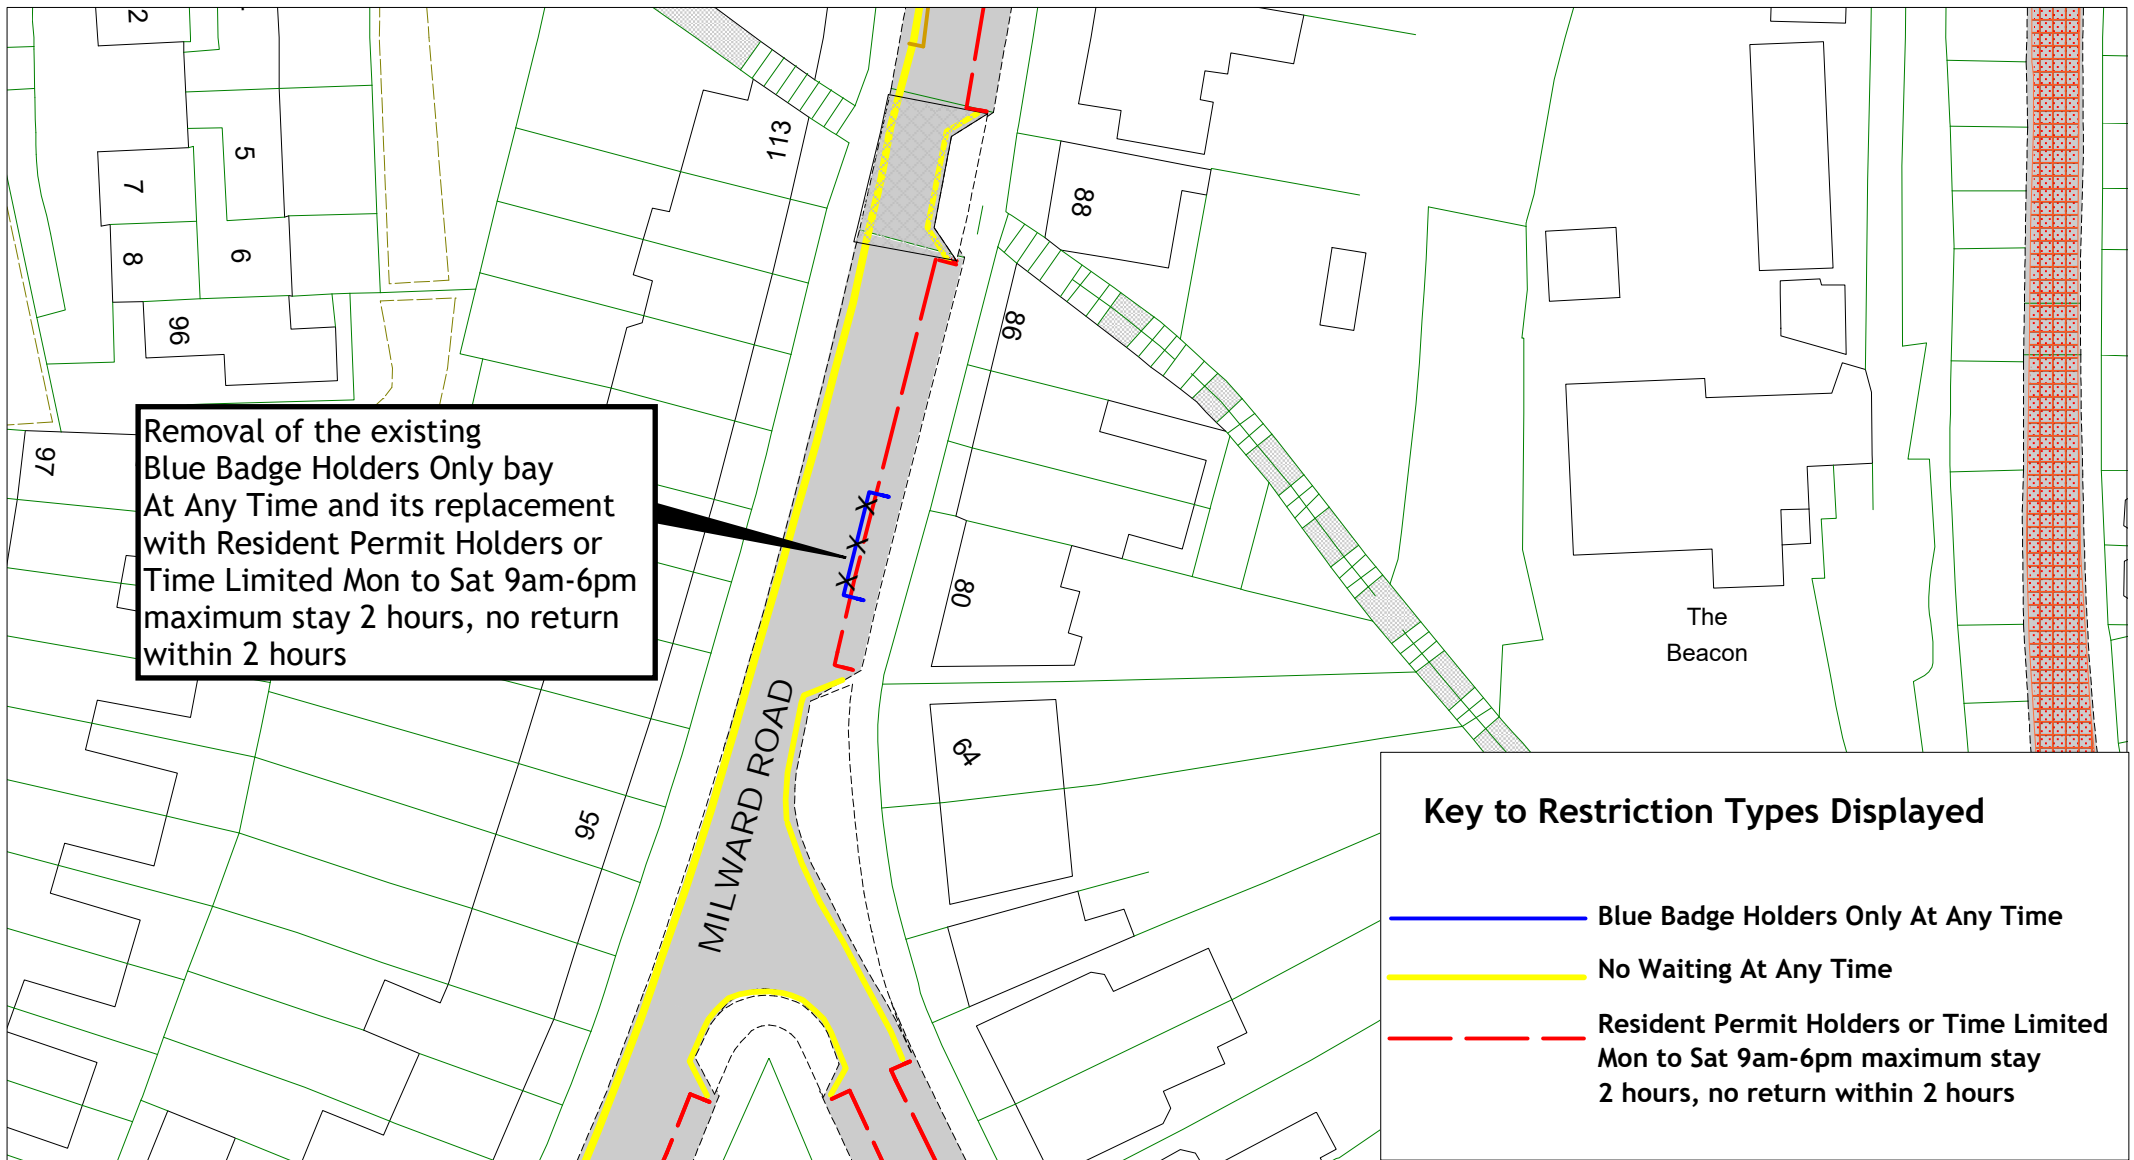 2
113
5
7
88
8
6
96
86
Removal of the existing
Blue Badge Holders Only bay
At Any Time and its replacement
with Resident Permit Holders or
Time Limited Mon to Sat 9am-6pm
maximum stay 2 hours, no return
within 2 hours
97
80
The
Beacon
MILWARD ROAD
64
95
Key to Restriction Types Displayed
Blue Badge Holders Only At Any Time
No Waiting At Any Time
Resident Permit Holders or Time Limited
Mon to Sat 9am-6pm maximum stay
2 hours, no return within 2 hours